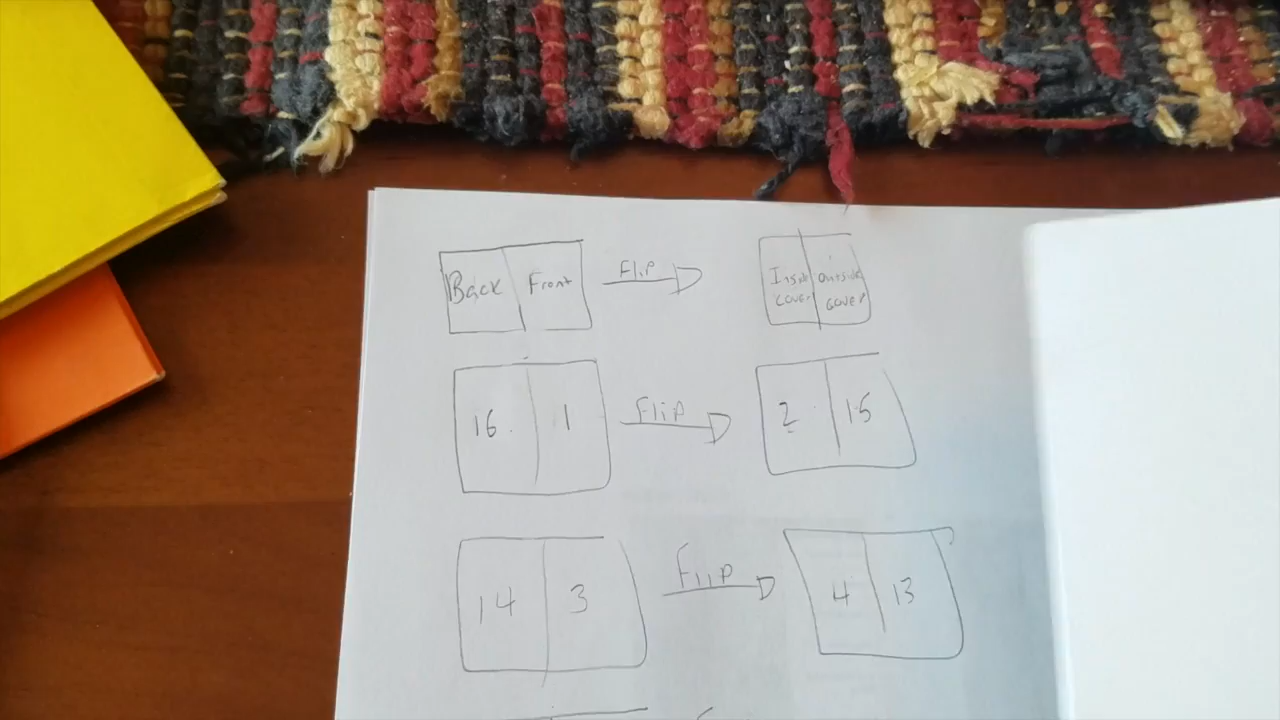 Back Front Flip Inside Outside
cover cover
16 1 Flip 2 15
14 3 Flip 4 13